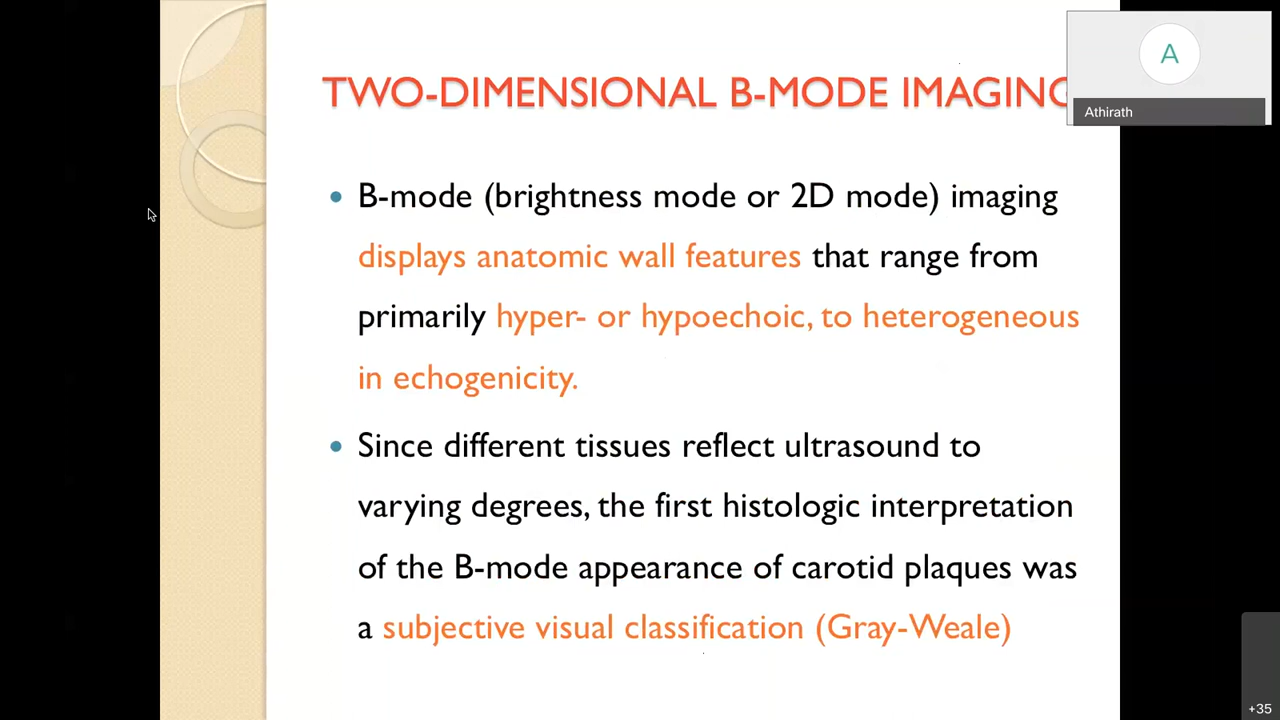 TWO-DIMENSIONAL B-MODE IMAGING
A
Athirath
B-mode (brightness mode or 2D mode) imaging
displays anatomic wall features that range from
primarily hyper- or hypoechoic, to heterogeneous
in echogenicity.
Since different tissues reflect ultrasound to
varying degrees, the first histologic interpretation
of the B-mode appearance of carotid plaques was
a subjective visual classification (Gray-Weale)
+35